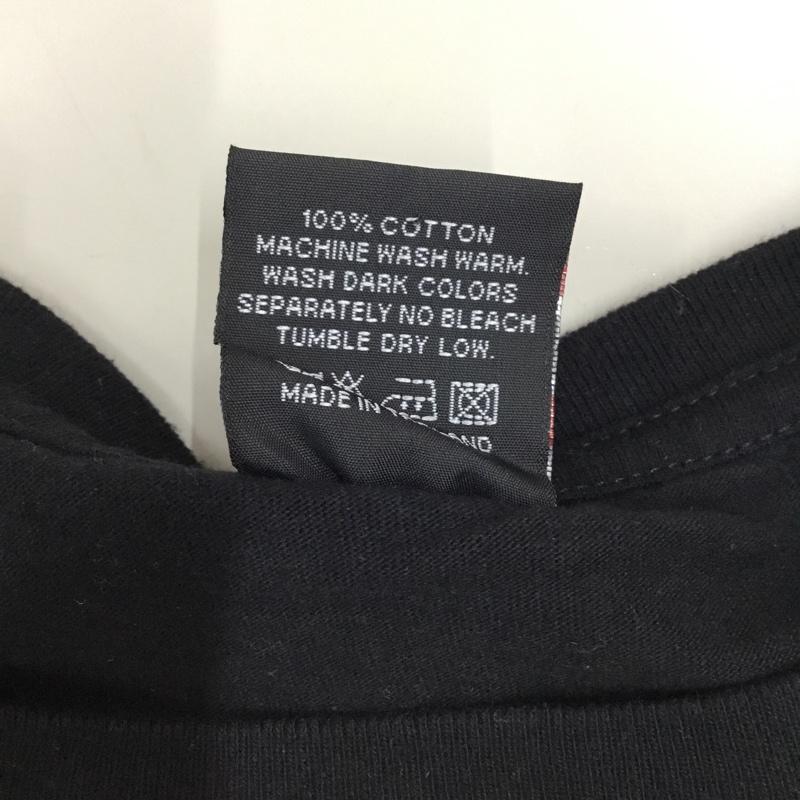 100% COTTON
MACHINE WASH WARM.
WASH DARK COLORS
SEPARATELY NO BLEACH
TUMBLE DRY LOW.
MADE IN